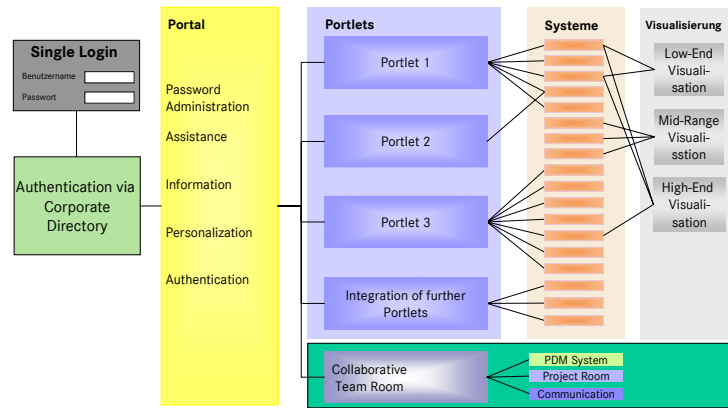 Single Login
Benutzername
Passwort
Authentication via
Corporate
Directory
Portal
Password
Administration
Assistance
Information
Personalization
Authentication
Portlets
Portlet 1
Portlet 2
Portlet 3
Integration of further
Portlets
Systeme
Visualisierung
Low-End
Visuali-
sation
Mid-Range
Visuali-
sstion
High-End
Visuali-
sation
Collaborative
Team Room
PDM System
Project Room
Communication